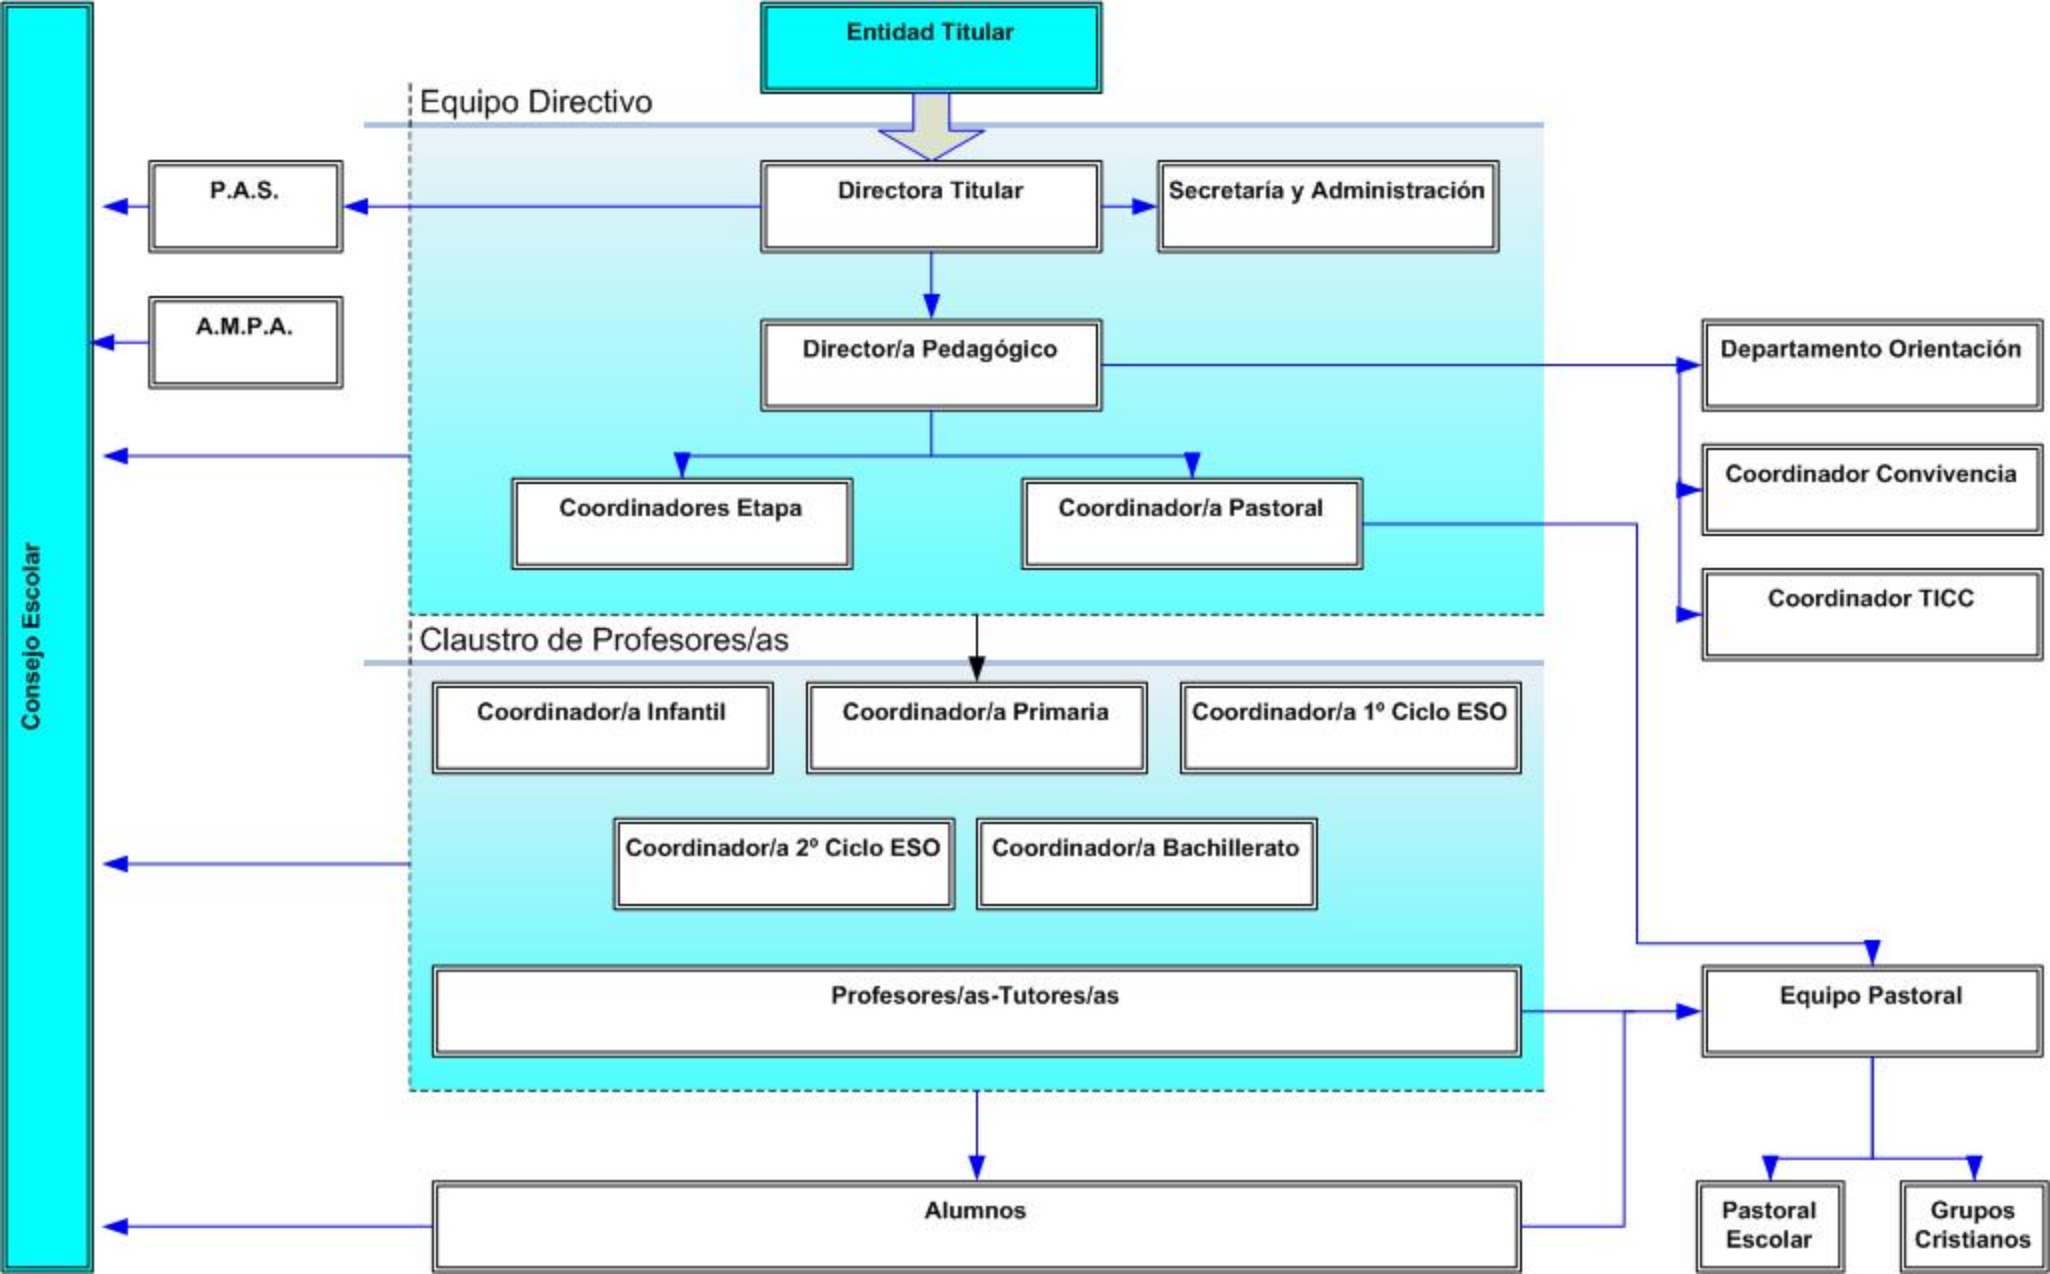 Entidad Titular
Equipo Directivo
P.A.S.
Directora Titular
Secretaría y Administración
A.M.P.A.
Director/a Pedagógico
Departamento Orientación
Coordinador Convivencia
Coordinadores Etapa
Coordinador/a Pastoral
Coordinador TICC
Consejo Escolar
Claustro de Profesores/as
Coordinador/a Infantil
Coordinador/a Primaria
Coordinador/a 1º Ciclo ESO
Coordinador/a 2º Ciclo ESO
Coordinador/a Bachillerato
Profesores/as-Tutores/as
Equipo Pastoral
Alumnos
Pastoral
Escolar
Grupos
Cristianos